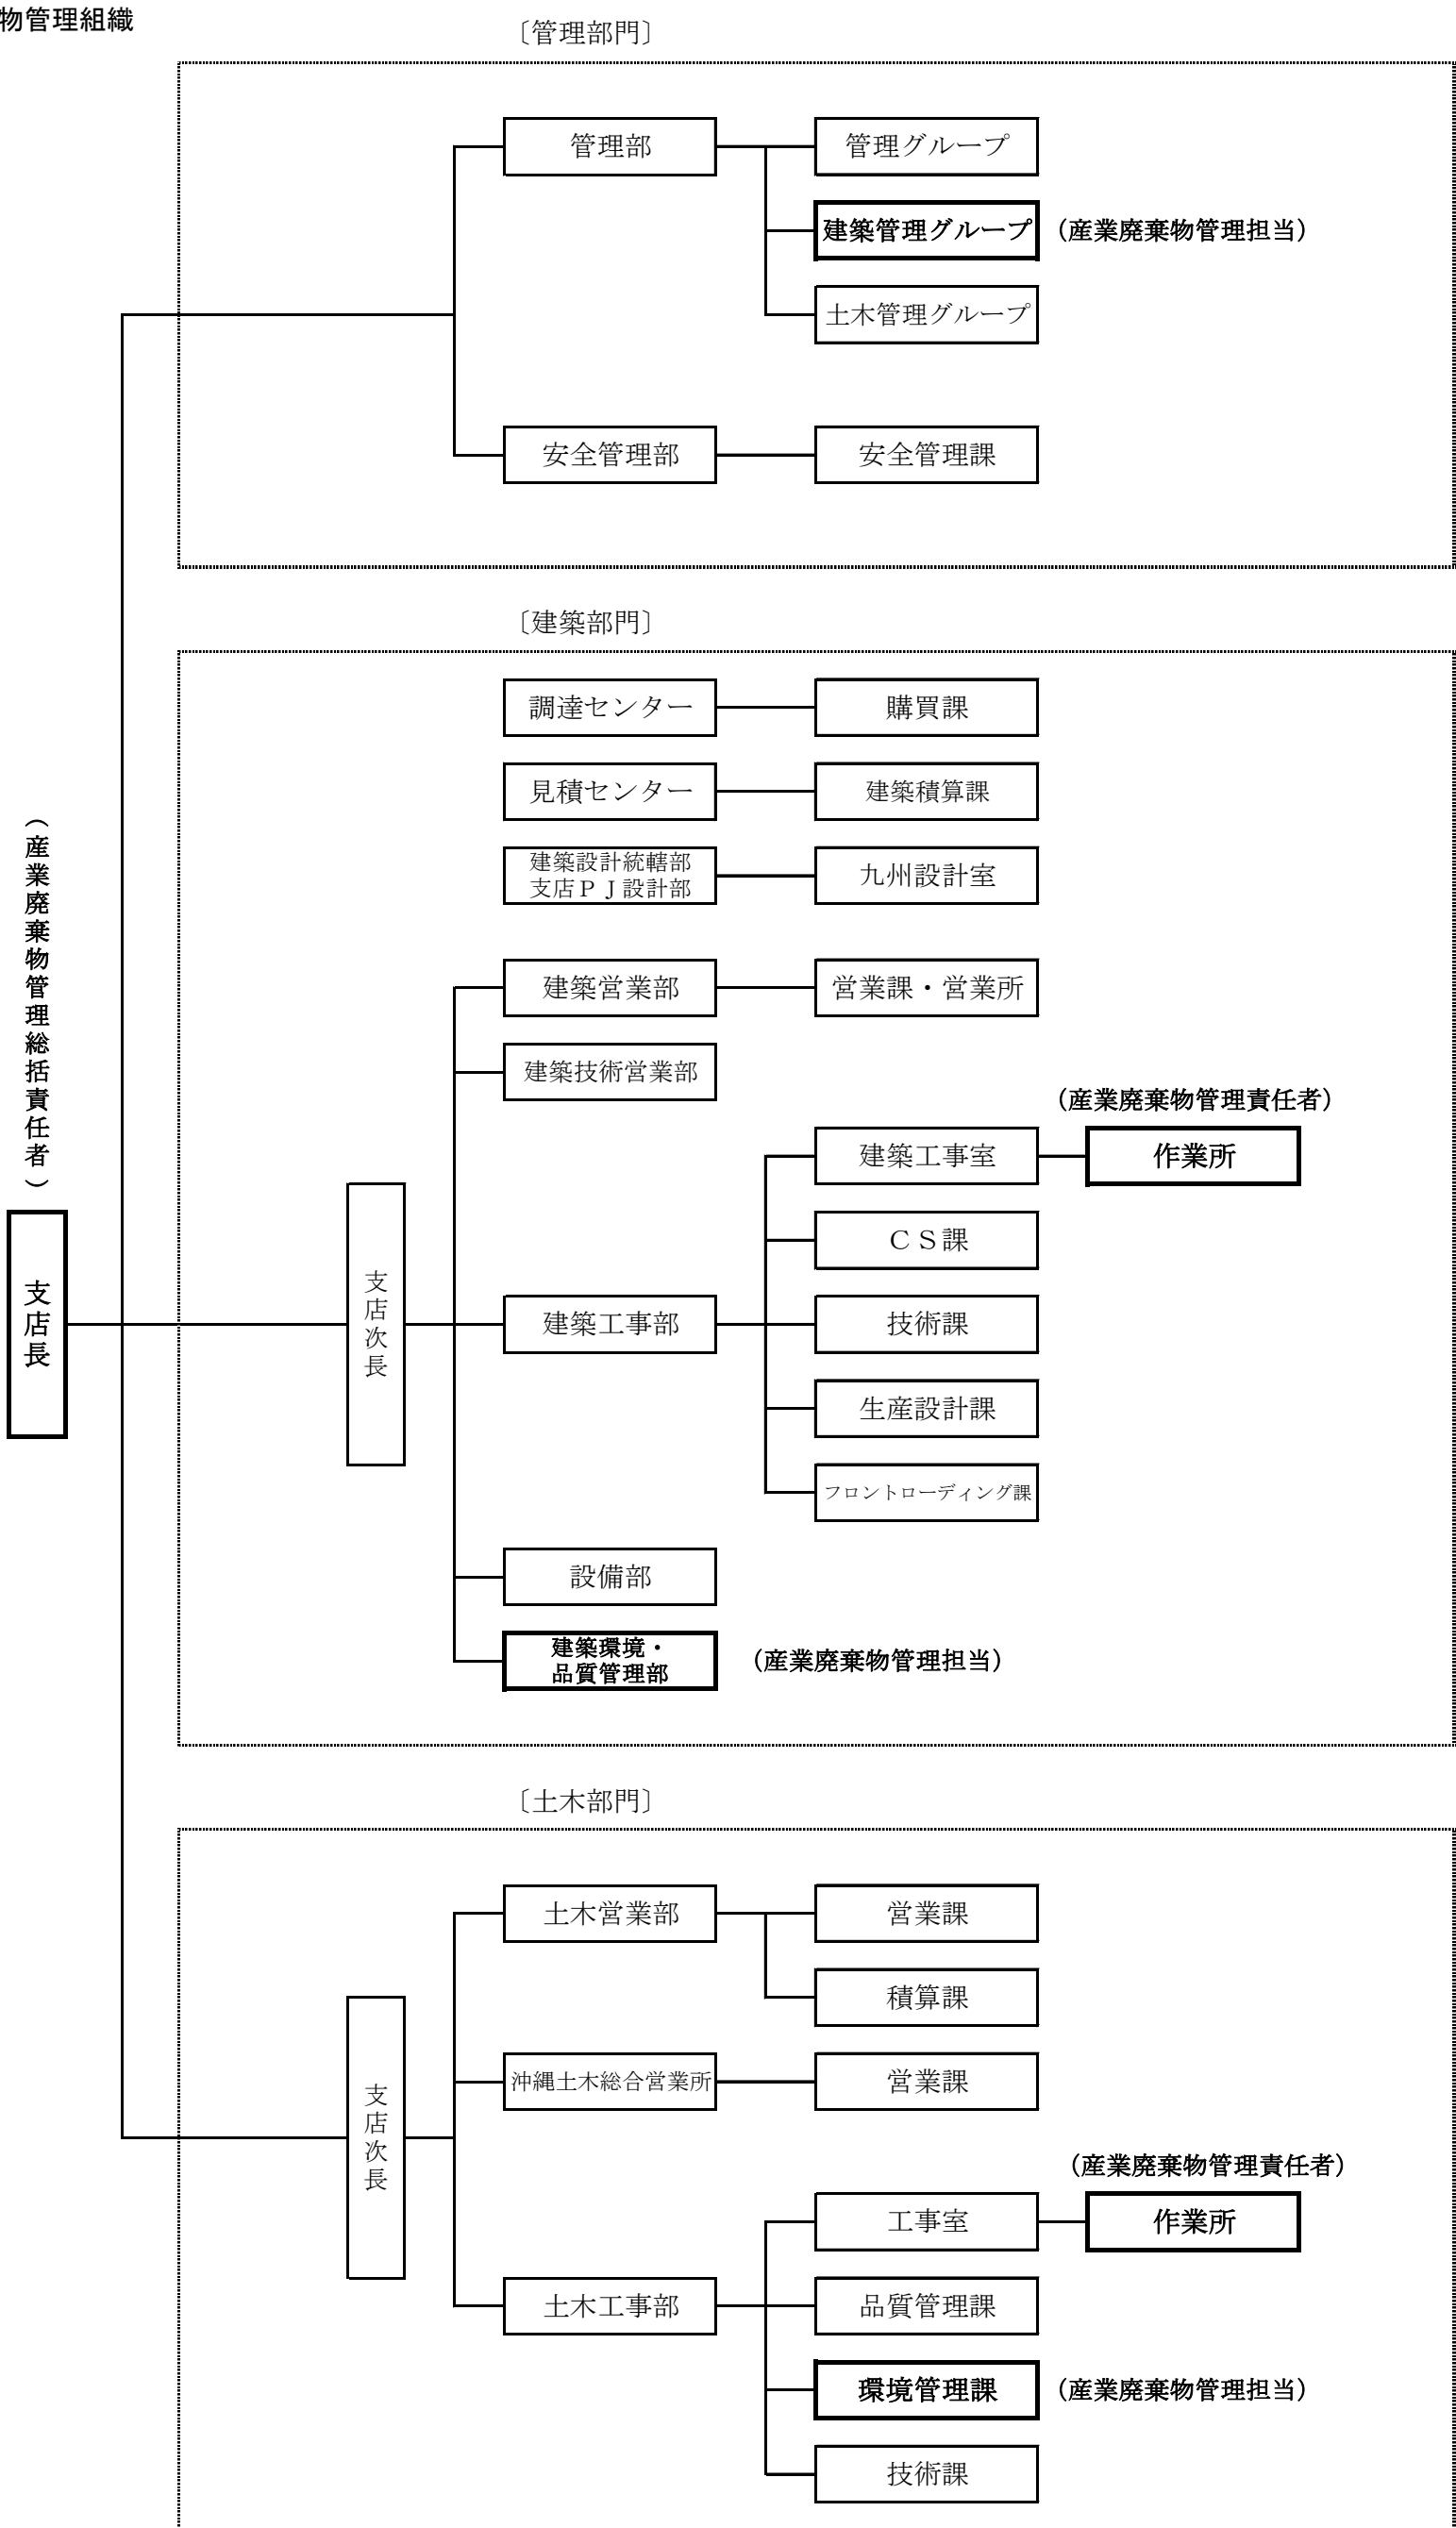 物管理組織
〔管理部門〕
管理部
管理グループ
建築管理グループ
（産業廃棄物管理担当）
土木管理グループ
安全管理部
安全管理課
〔建築部門〕
調達センター
購買課
見積センター
建築積算課
建築設計統轄部
支店ＰＪ設計部
九州設計室
建築営業部
営業課・営業所
建築技術営業部
（産業廃棄物管理責任者）
建築工事室
作業所
ＣＳ課
（産業廃棄物管理総括責任者）
支店長
支店次長
建築工事部
技術課
生産設計課
フロントローディング課
設備部
建築環境・
品質管理部
（産業廃棄物管理担当）
〔土木部門〕
土木営業部
営業課
積算課
沖縄土木総合営業所
営業課
支店次長
（産業廃棄物管理責任者）
工事室
作業所
土木工事部
品質管理課
環境管理課
（産業廃棄物管理担当）
技術課